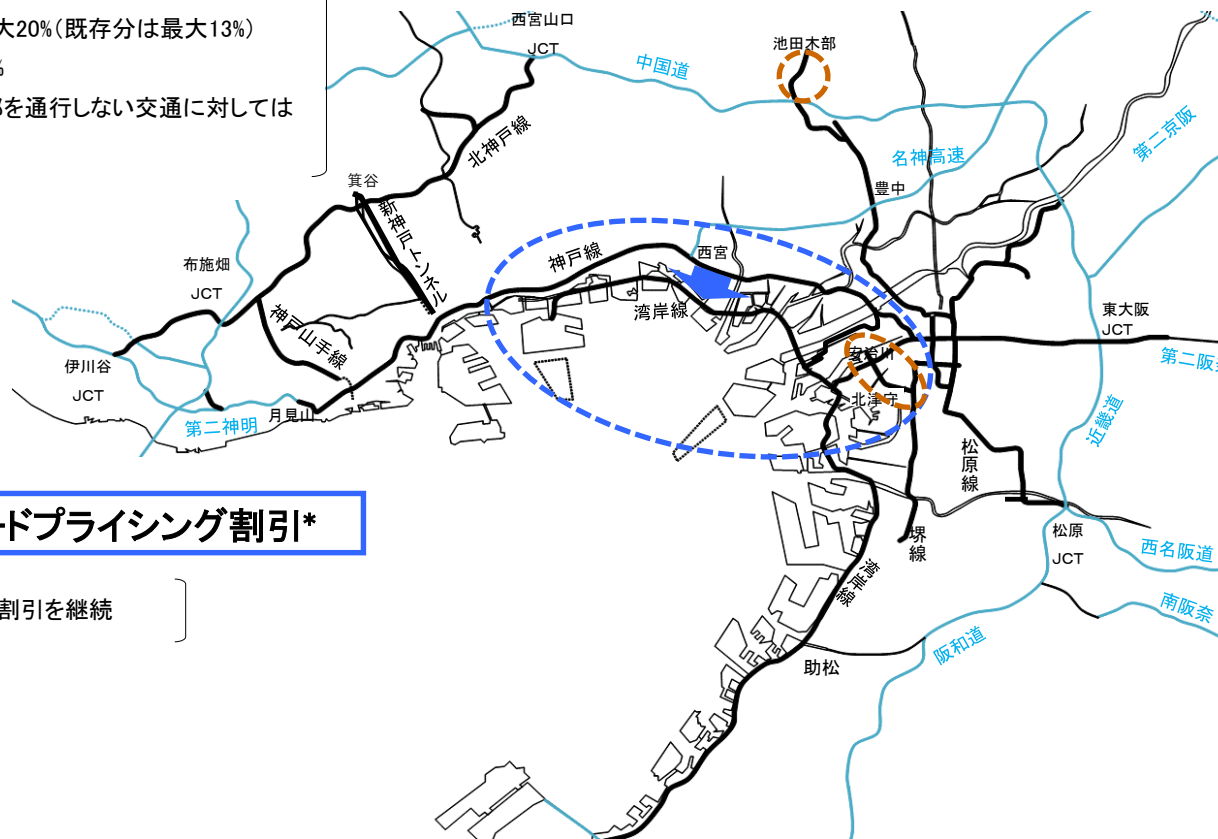 大20%(既存分は最大13%)
%
部を通行しない交通に対しては
ードプライシング割引*
割引を継続
西宮山口
JCT
池田木部
中国道
北神戸線
名神高速
第二京阪
豊中
箕谷
新神戸トンネル
布施畑
JCT
神戸線
西宮
湾岸線
神戸山手線
伊川谷
JCT
月見山
第二神明
東大阪
JCT
第二阪奈
安治川
北津守
近畿道
松原線
堺線
松原
JCT
西名阪道
南阪奈
湾岸線
阪和道
助松